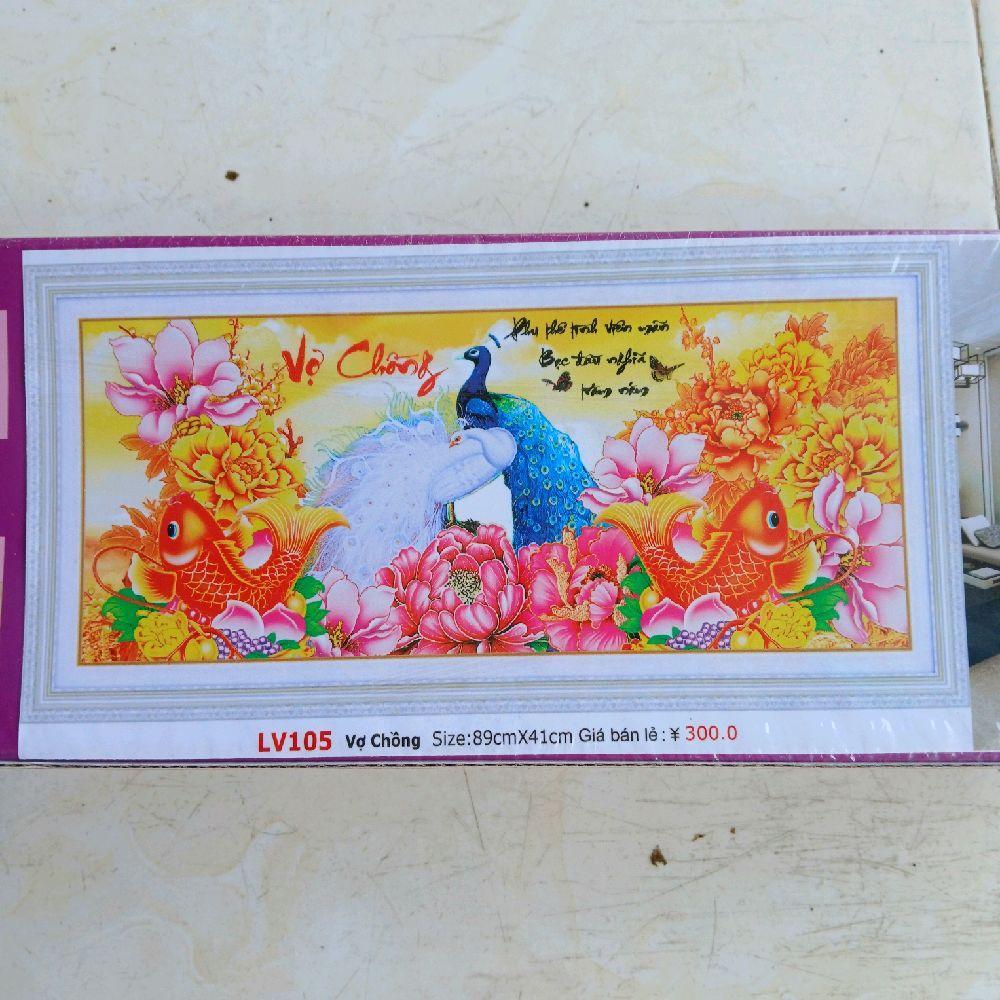 Vợ Chồng
Phu thê tình viên mãn
Bạc đầu nghĩa
LV105 Vợ Chồng Size:89cmX41cm Giá bán lẻ : ¥ 300.0